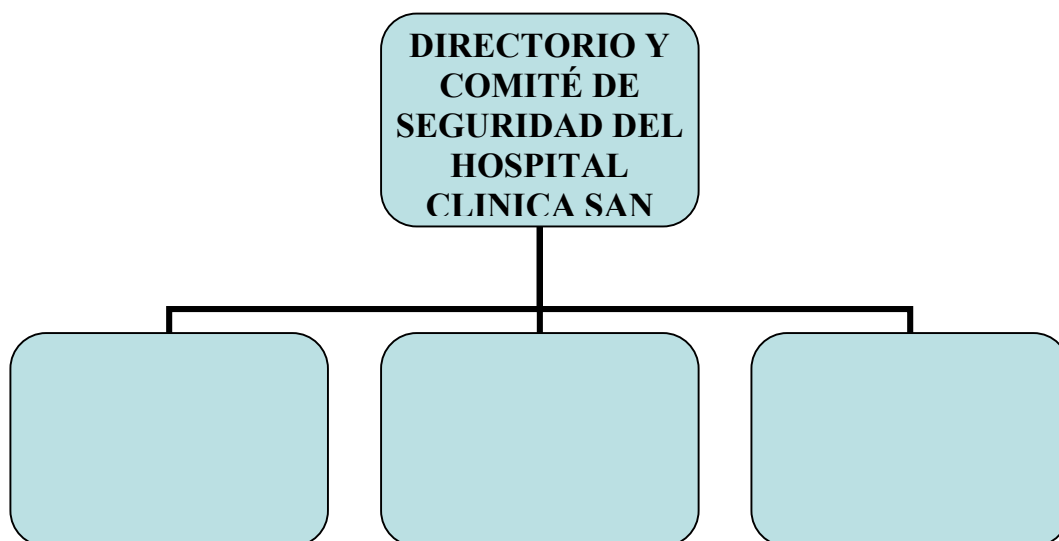 DIRECTORIO Y
COMITÉ DE
SEGURIDAD DEL
HOSPITAL
CLINICA SAN